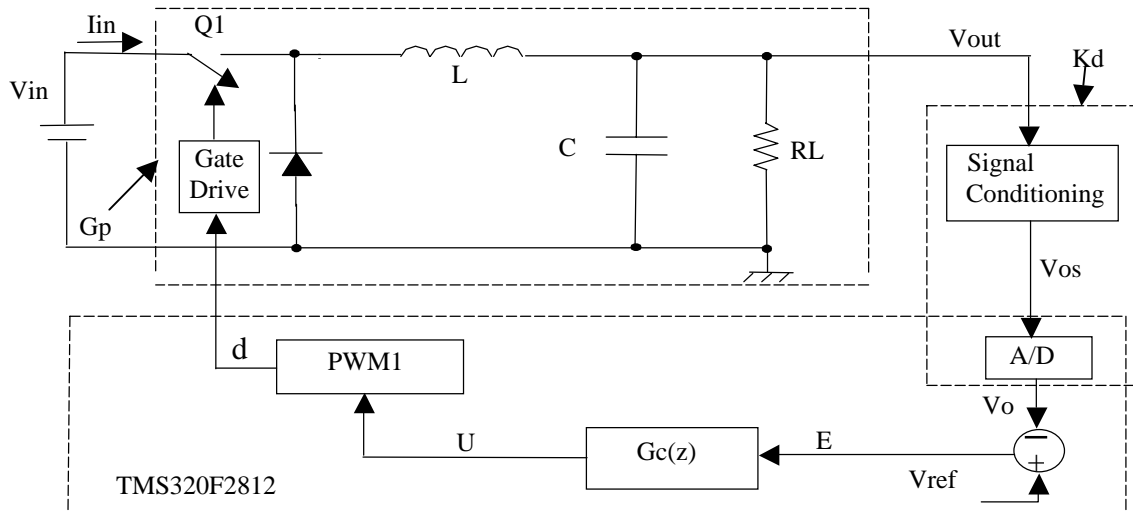 Iin
Q1
Vout
Kd
Vin
L
C
RL
Gate
Drive
Signal
Conditioning
Gp
Vos
d
PWM1
A/D
Vo
U
Gc(z)
E
Vref
TMS320F2812